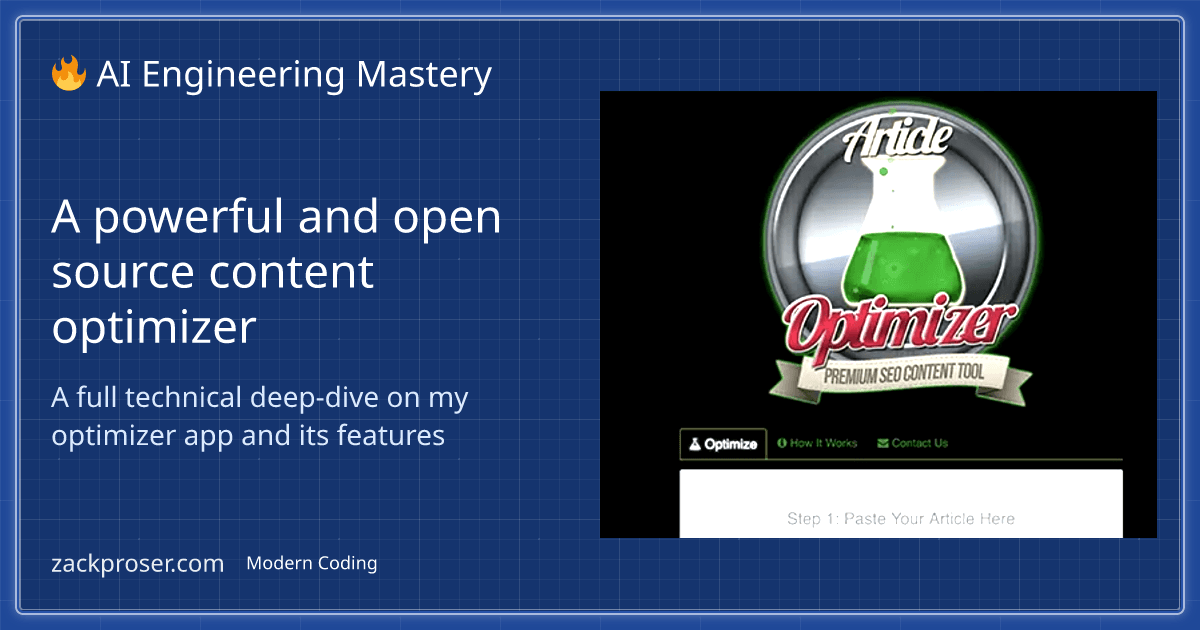 🔥 AI Engineering Mastery
A powerful and open
source content
optimizer
A full technical deep-dive on my
optimizer app and its features
zackproser.com
Modern Coding
Article
Optimizer
PREMIUM SEO CONTENT TOOL
Optimize
How It Works
Contact Us
Step 1: Paste Your Article Here